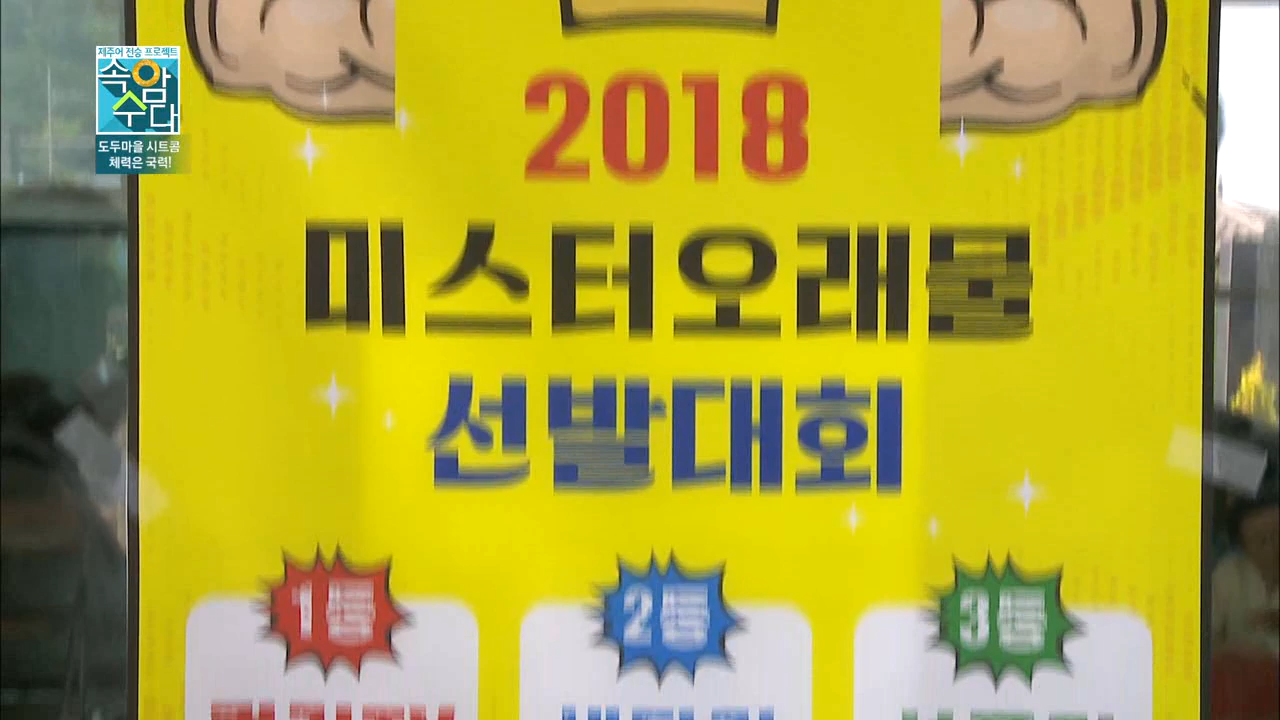 제주어 전승 프로젝트
속암
수다
도두마을 시트콤
체력은 국력!
2018
미스터오래물
선발대회
1등
2등
3등